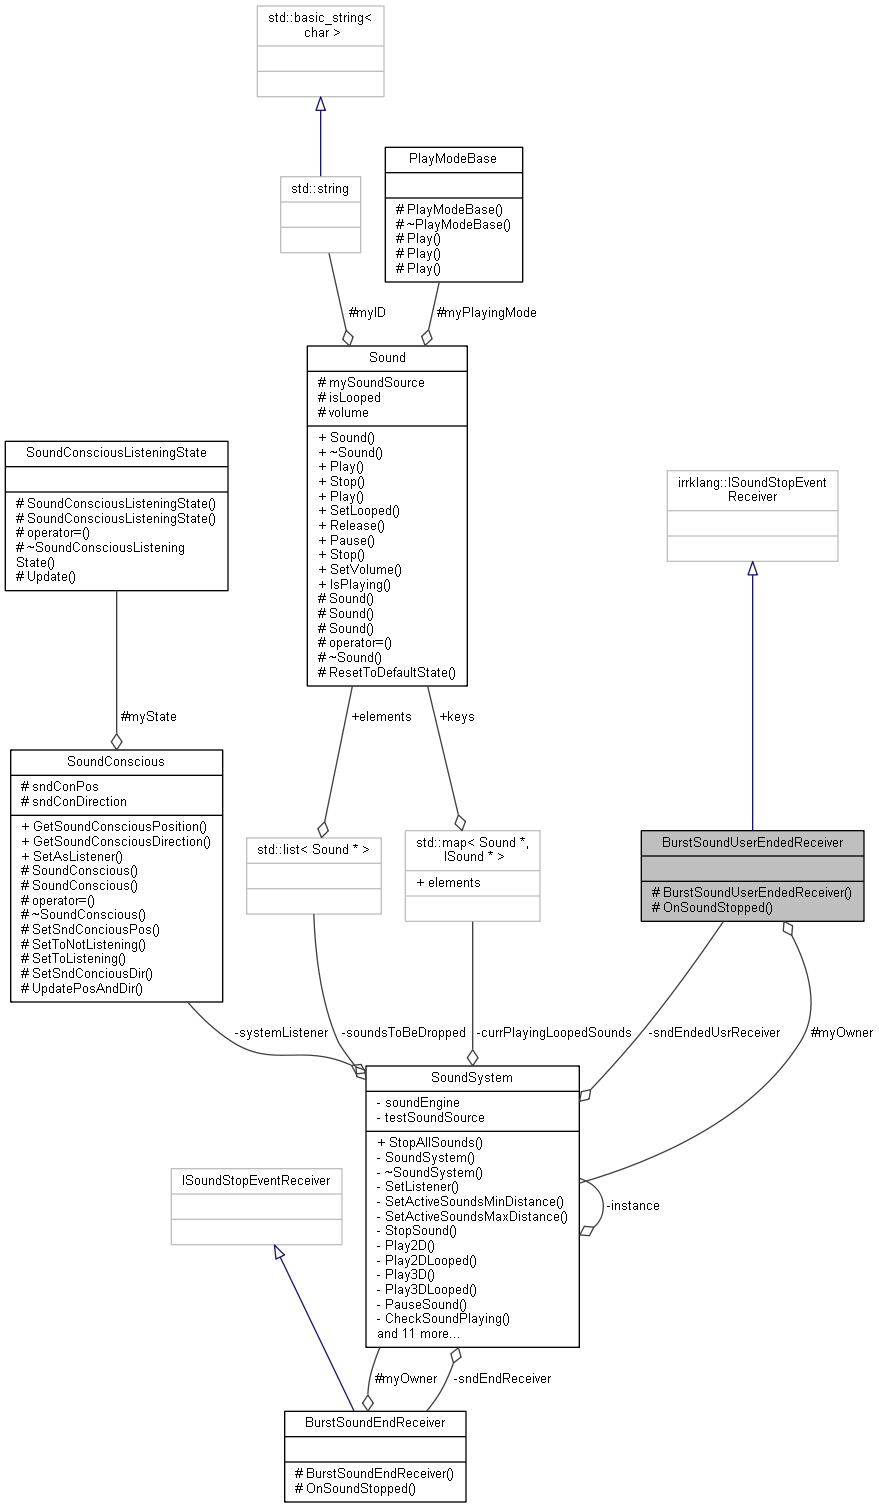 std::basic_string<
char >
std::string
PlayModeBase
# PlayModeBase()
# ~PlayModeBase()
# Play()
# Play()
# Play()
#myID
#myPlayingMode
Sound
# mySoundSource
# isLooped
# volume
+ Sound()
+ ~Sound()
+ Play()
+ Stop()
+ Play()
+ SetLooped()
+ Release()
+ Pause()
+ Stop()
+ SetVolume()
+ IsPlaying()
# Sound()
# Sound()
# Sound()
# operator=()
# ~Sound()
# ResetToDefaultState()
SoundConsciousListeningState
# SoundConsciousListeningState()
# SoundConsciousListeningState()
# operator=()
# ~SoundConsciousListening
State()
# Update()
irrklang::ISoundStopEvent
Receiver
#myState
+elements
+keys
SoundConscious
# sndConPos
# sndConDirection
+ GetSoundConsciousPosition()
+ GetSoundConsciousDirection()
+ SetAsListener()
# SoundConscious()
# SoundConscious()
# operator=()
# ~SoundConscious()
# SetSndConciousPos()
# SetToNotListening()
# SetToListening()
# SetSndConciousDir()
# UpdatePosAndDir()
std::list< Sound * >
std::map< Sound *,
ISound * >
+ elements
BurstSoundUserEndedReceiver
# BurstSoundUserEndedReceiver()
# OnSoundStopped()
-systemListener
-soundsToBeDropped
-currPlayingLoopedSounds
-sndEndedUsrReceiver
#myOwner
SoundSystem
- soundEngine
- testSoundSource
+ StopAllSounds()
- SoundSystem()
- ~SoundSystem()
- SetListener()
- SetActiveSoundsMinDistance()
- SetActiveSoundsMaxDistance()
- StopSound()
- Play2D()
- Play2DLooped()
- Play3D()
- Play3DLooped()
- PauseSound()
- CheckSoundPlaying()
and 11 more...
-instance
ISoundStopEventReceiver
#myOwner
-sndEndReceiver
BurstSoundEndReceiver
# BurstSoundEndReceiver()
# OnSoundStopped()